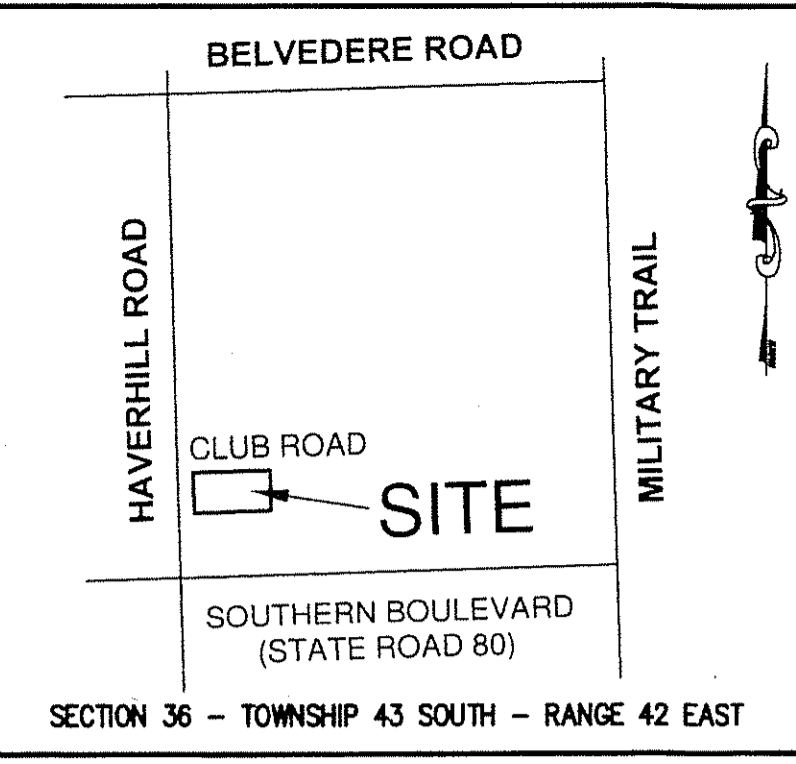 BELVEDERE ROAD
HAVERHILL ROAD
MILITARY TRAIL
CLUB ROAD
SITE
SOUTHERN BOULEVARD
(STATE ROAD 80)
SECTION 36 – TOWNSHIP 43 SOUTH – RANGE 42 EAST